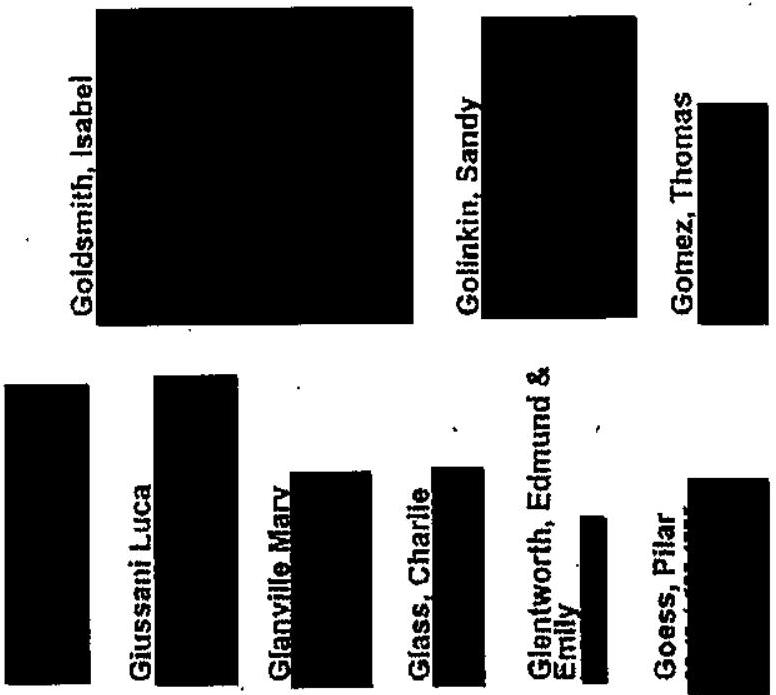 Giussani Luca
Glanville Mary
Glass, Charlie
Glentworth, Edmund &
Emily
Goess, Pilar
Goldsmith, Isabel
Golinkin, Sandy
Gomez, Thomas